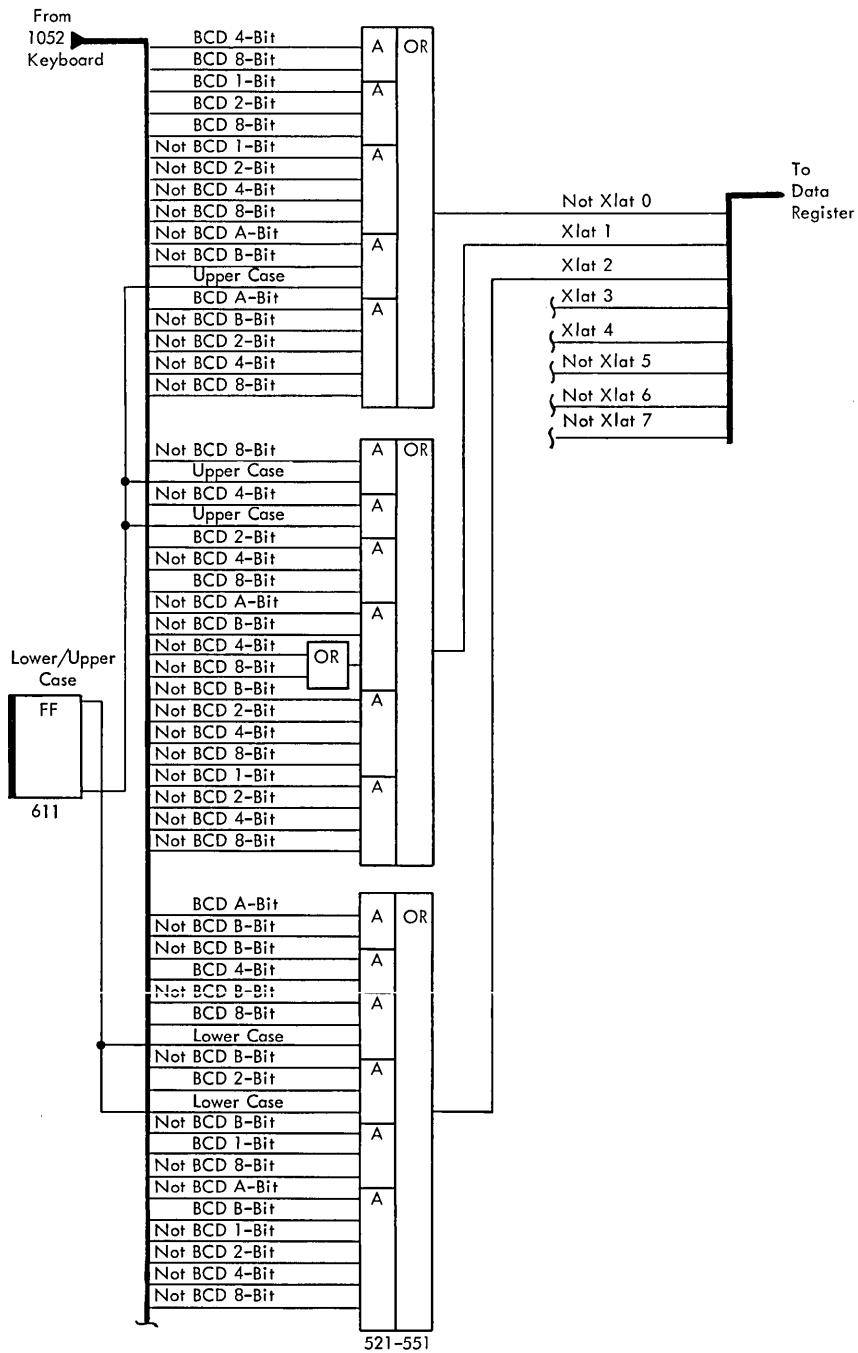 From
1052
Keyboard
BCD 4-Bit
A
OR
BCD 8-Bit
BCD 1-Bit
A
BCD 2-Bit
BCD 8-Bit
Not BCD 1-Bit
A
Not BCD 2-Bit
Not BCD 4-Bit
Not BCD 8-Bit
Not BCD A-Bit
A
Not BCD B-Bit
Upper Case
BCD A-Bit
A
Not BCD B-Bit
Not BCD 2-Bit
Not BCD 4-Bit
Not BCD 8-Bit
To
Data
Register
Not Xlat 0
Xlat 1
Xlat 2
Xlat 3
Xlat 4
Not Xlat 5
Not Xlat 6
Not Xlat 7
Not BCD 8-Bit
A
OR
Upper Case
Not BCD 4-Bit
A
Upper Case
BCD 2-Bit
A
Not BCD 4-Bit
BCD 8-Bit
Not BCD A-Bit
A
Not BCD B-Bit
Not BCD 4-Bit
OR
Not BCD 8-Bit
Not BCD B-Bit
A
Not BCD 2-Bit
Not BCD 4-Bit
Not BCD 8-Bit
Not BCD 1-Bit
A
Not BCD 2-Bit
Not BCD 4-Bit
Not BCD 8-Bit
Lower/Upper
Case
FF
611
BCD A-Bit
A
OR
Not BCD B-Bit
Not BCD B-Bit
A
BCD 4-Bit
Not BCD B-Bit
A
BCD 8-Bit
Lower Case
Not BCD B-Bit
A
BCD 2-Bit
Lower Case
Not BCD B-Bit
A
BCD 1-Bit
Not BCD 8-Bit
Not BCD A-Bit
A
BCD B-Bit
Not BCD 1-Bit
Not BCD 2-Bit
Not BCD 4-Bit
Not BCD 8-Bit
521-551